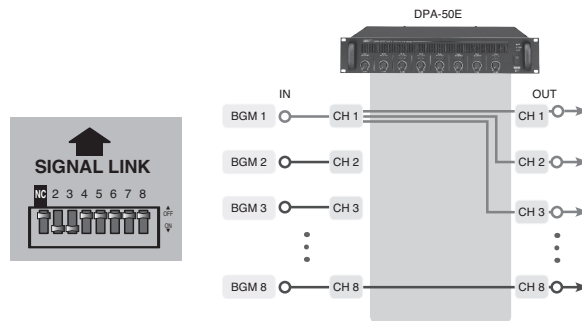 DPA-50E
IN
OUT
BGM 1
CH 1
CH 1
BGM 2
CH 2
CH 2
BGM 3
CH 3
CH 3
BGM 8
CH 8
CH 8
SIGNAL LINK
NC 2 3 4 5 6 7 8
OFF
ON